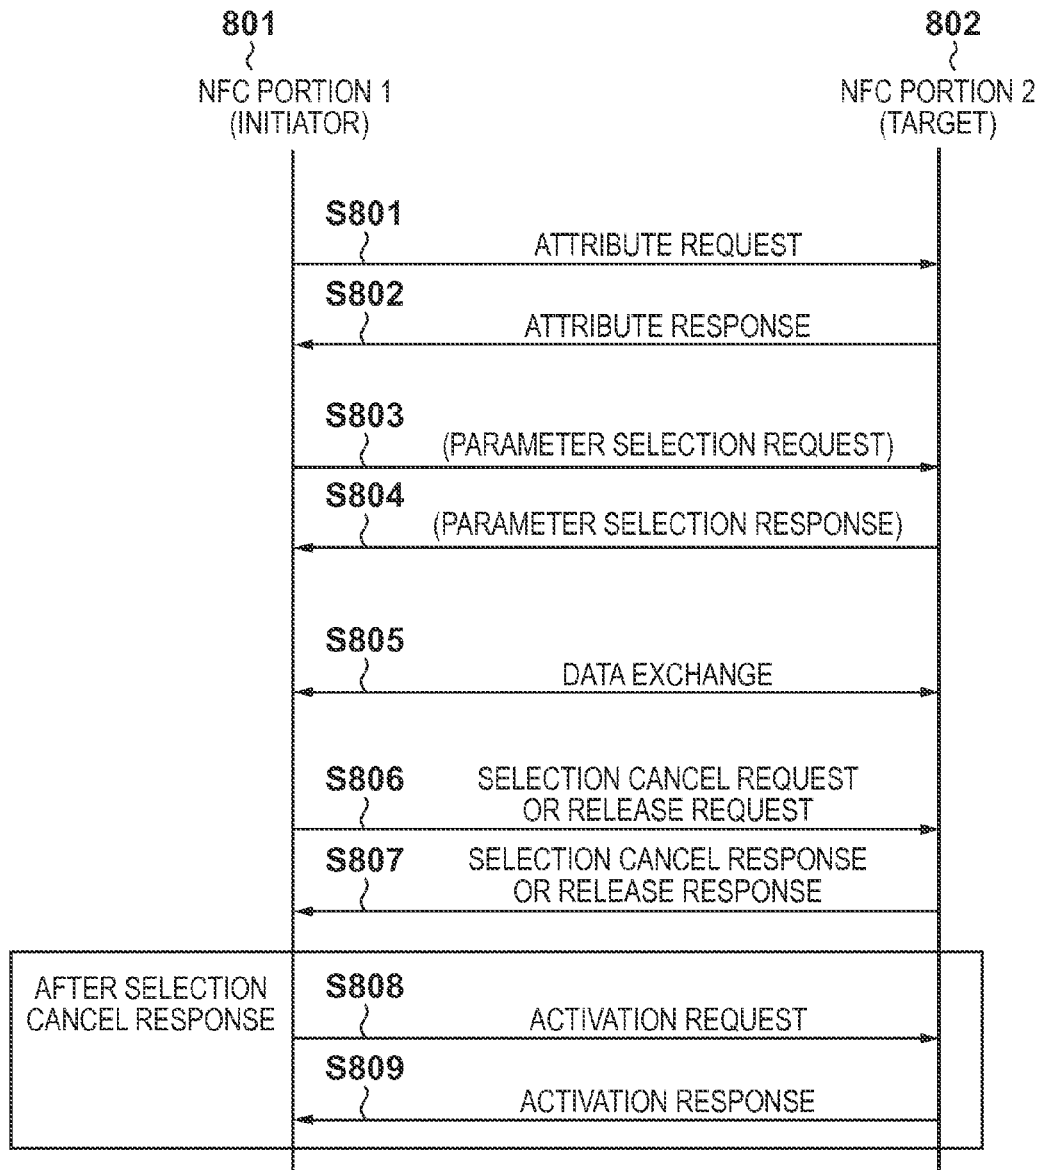 801
802
NFC PORTION 1
(INITIATOR)
NFC PORTION 2
(TARGET)
S801
ATTRIBUTE REQUEST
S802
ATTRIBUTE RESPONSE
S803
(PARAMETER SELECTION REQUEST)
S804
(PARAMETER SELECTION RESPONSE)
S805
DATA EXCHANGE
S806
SELECTION CANCEL REQUEST
OR RELEASE REQUEST
S807
SELECTION CANCEL RESPONSE
OR RELEASE RESPONSE
AFTER SELECTION
CANCEL RESPONSE
S808
ACTIVATION REQUEST
S809
ACTIVATION RESPONSE